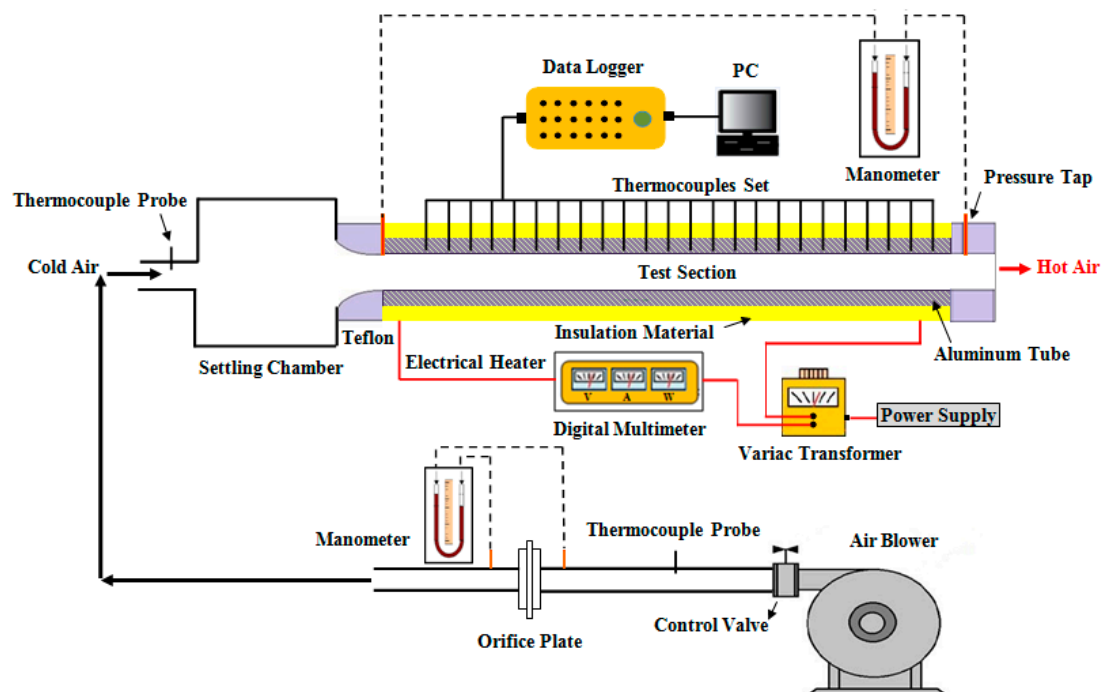 Data Logger
PC
Manometer
Pressure Tap
Thermocouple
Probe
Thermocouples Set
Cold Air
Test Section
Hot Air
Teflon
Insulation Material
Aluminum Tube
Settling Chamber
Electrical Heater
V A W
Power Supply
Digital Multimeter
Variac Transformer
Manometer
Thermocouple Probe
Air Blower
Control Valve
Orifice Plate